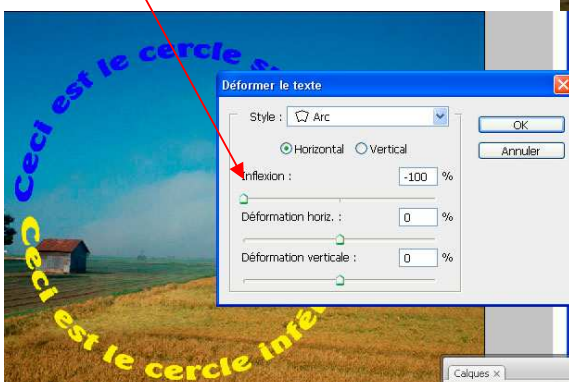 Ceci est le cercle
Déformer le texte
Style : Arc
OK
Horizontal Vertical
Annuler
Inflexion : -100 %
Déformation horiz. : 0 %
Déformation verticale : 0 %
Ceci est le cercle
Calques ×